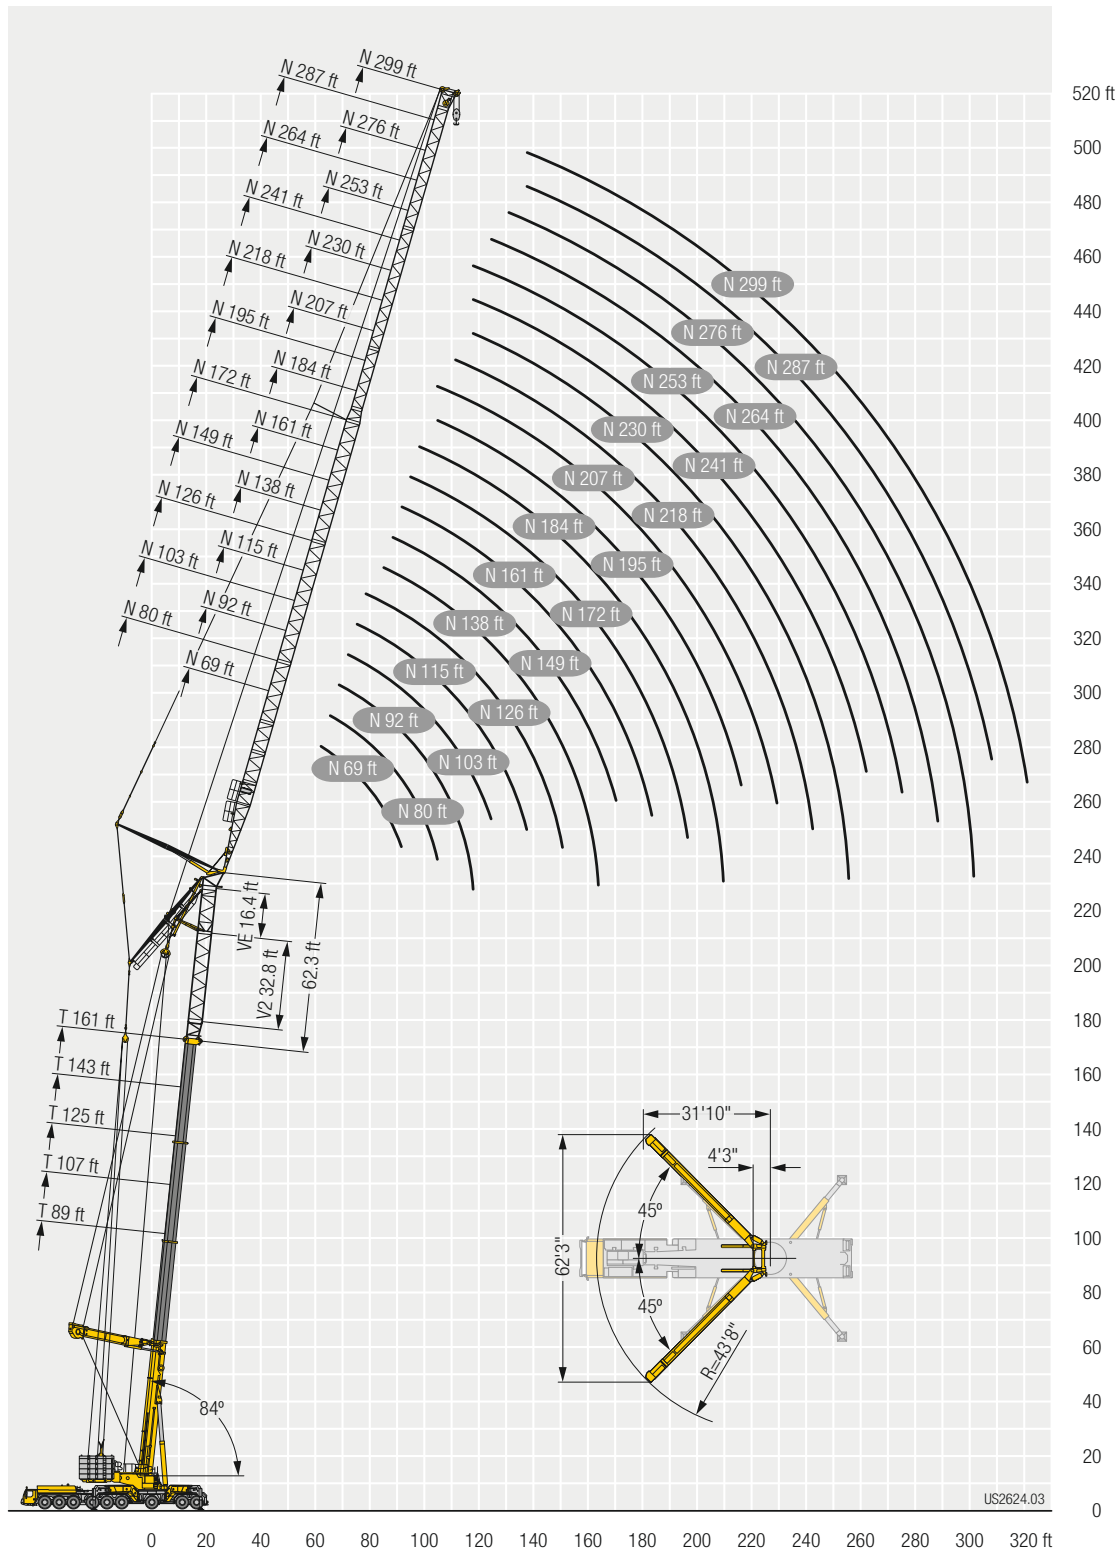 N 299 ft
N 287 ft
N 276 ft
N 264 ft
N 253 ft
N 241 ft
N 230 ft
N 218 ft
N 207 ft
N 195 ft
N 184 ft
N 172 ft
N 161 ft
N 149 ft
N 138 ft
N 126 ft
N 115 ft
N 103 ft
N 92 ft
N 80 ft
N 69 ft
N 299 ft
N 276 ft
N 287 ft
N 253 ft
N 264 ft
N 230 ft
N 241 ft
N 207 ft
N 218 ft
N 184 ft
N 195 ft
N 161 ft
N 172 ft
N 138 ft
N 149 ft
N 115 ft
N 126 ft
N 92 ft
N 103 ft
N 69 ft
N 80 ft
VE 16.4 ft
V2 32.8 ft
62.3 ft
T 161 ft
T 143 ft
T 125 ft
T 107 ft
T 89 ft
84º
31'10"
4'3"
45º
62'3"
45º
R=43'8"
US2624.03
520 ft
500
480
460
440
420
400
380
360
340
320
300
280
260
240
220
200
180
160
140
120
100
80
60
40
20
0
0 20 40 60 80 100 120 140 160 180 200 220 240 260 280 300 320 ft